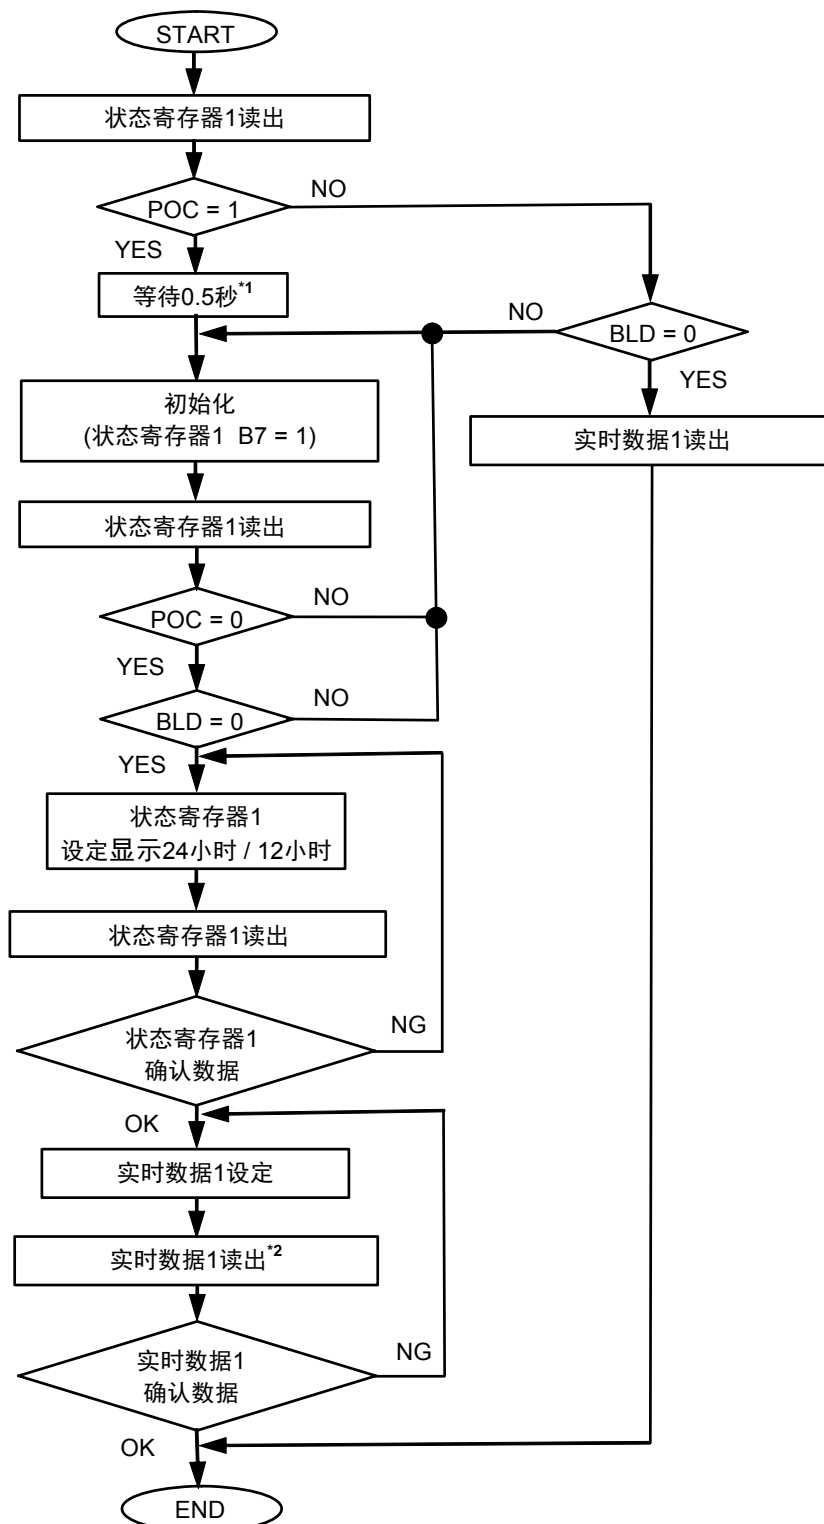 START
状态寄存器1读出
POC = 1
NO
YES
等待0.5秒*1
NO
BLD = 0
YES
初始化
(状态寄存器1 B7 = 1)
实时数据1读出
状态寄存器1读出
POC = 0
NO
YES
BLD = 0
NO
YES
状态寄存器1
设定显示24小时 / 12小时
状态寄存器1读出
状态寄存器1
确认数据
NG
OK
实时数据1设定
实时数据1读出*2
实时数据1
确认数据
NG
OK
END